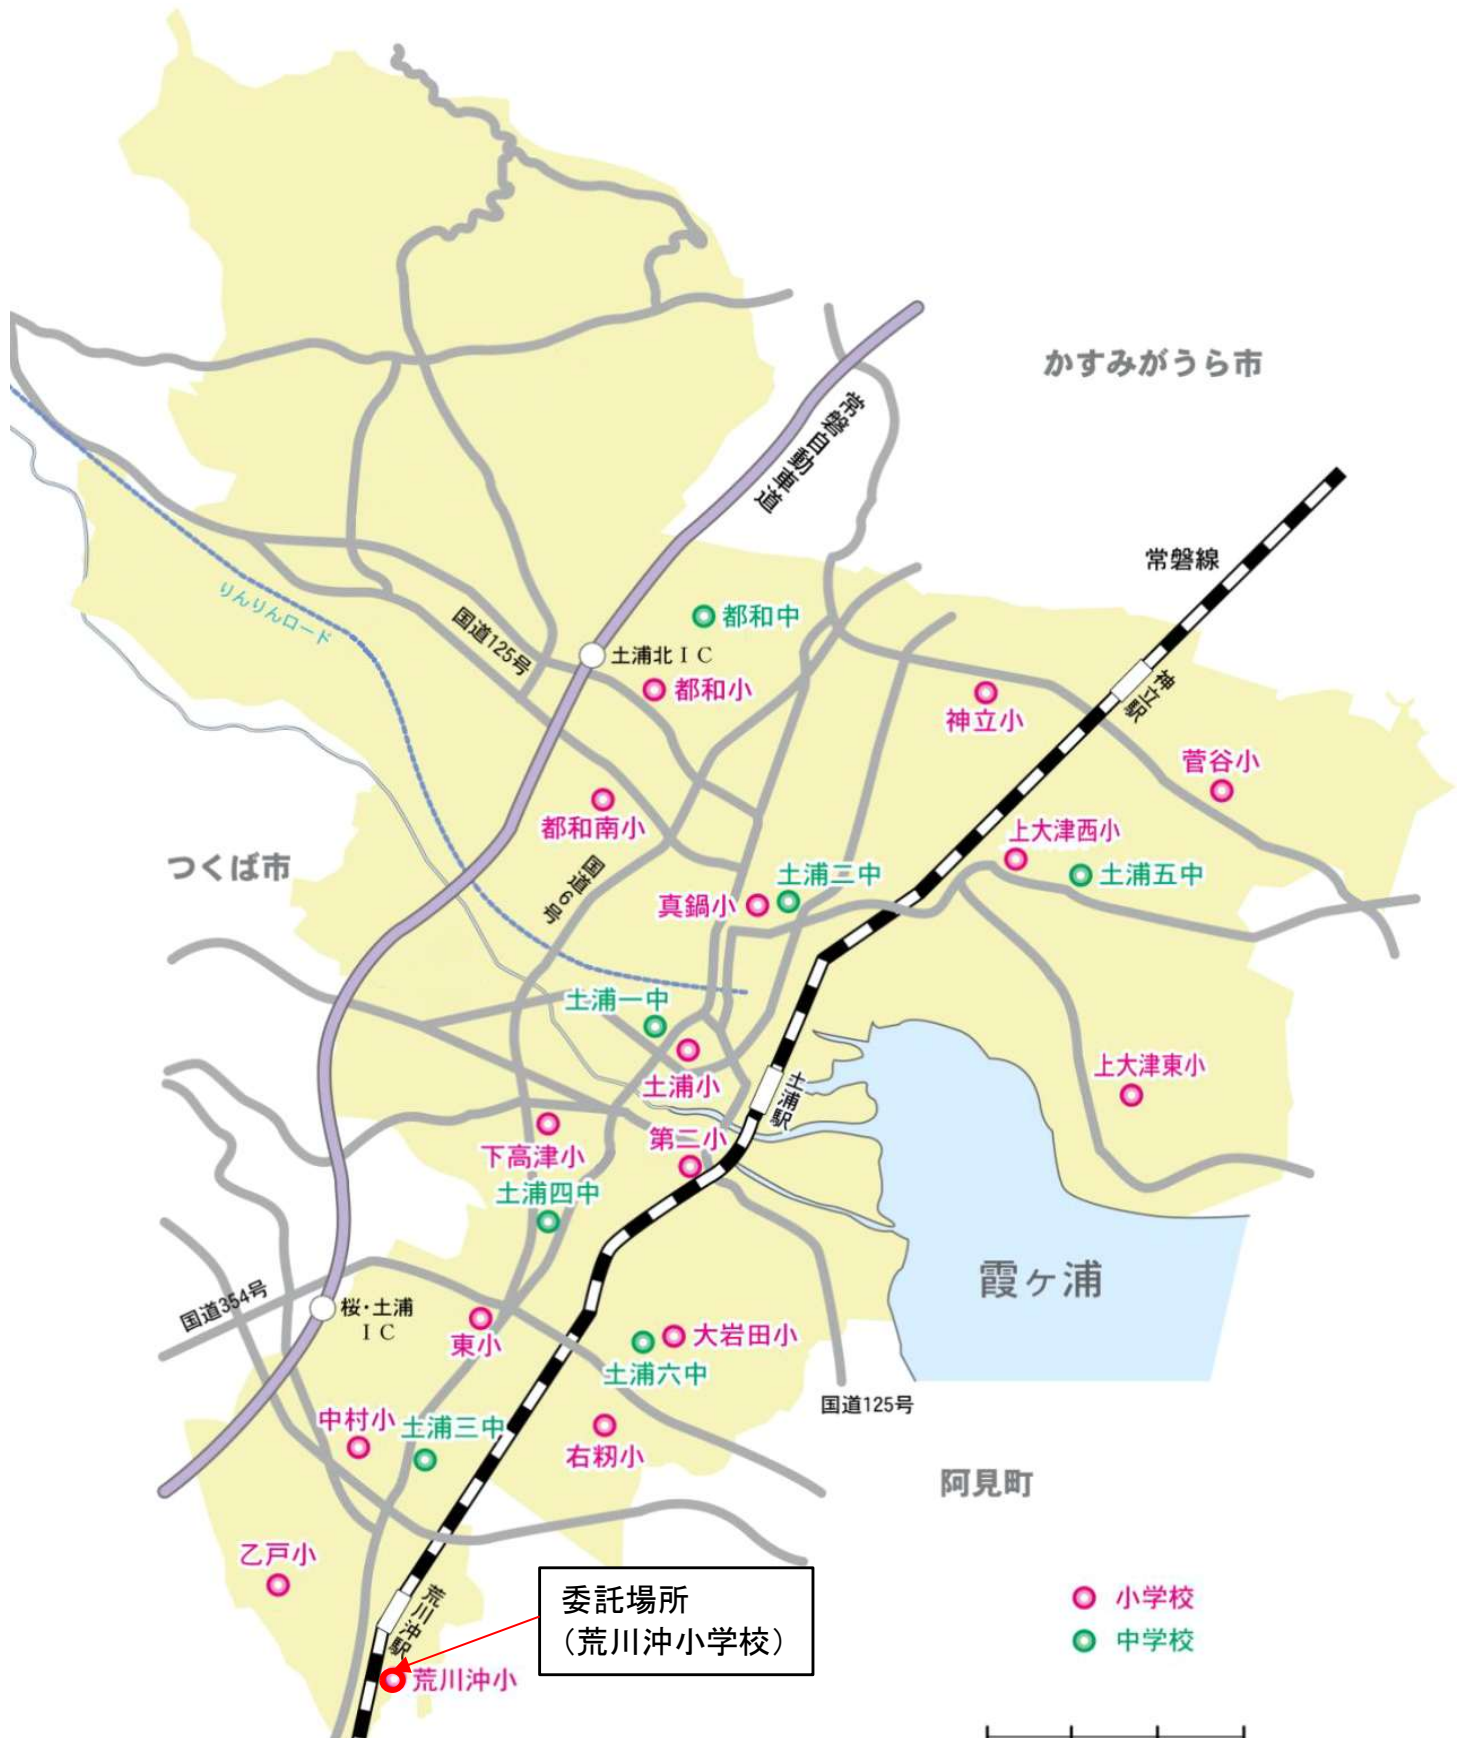 かすみがうら市
常磐自動車道
常磐線
りんりんロード
国道125号
都和中
土浦北ＩＣ
都和小
神立小
神立駅
菅谷小
都和南小
上大津西小
つくば市
国道6号
土浦二中
土浦五中
真鍋小
土浦一中
土浦小
土浦駅
上大津東小
第二小
下高津小
土浦四中
霞ヶ浦
国道354号
桜・土浦
ＩＣ
東小
大岩田小
土浦六中
国道125号
中村小
土浦三中
右籾小
阿見町
乙戸小
荒川沖駅
委託場所
（荒川沖小学校）
小学校
中学校
荒川沖小